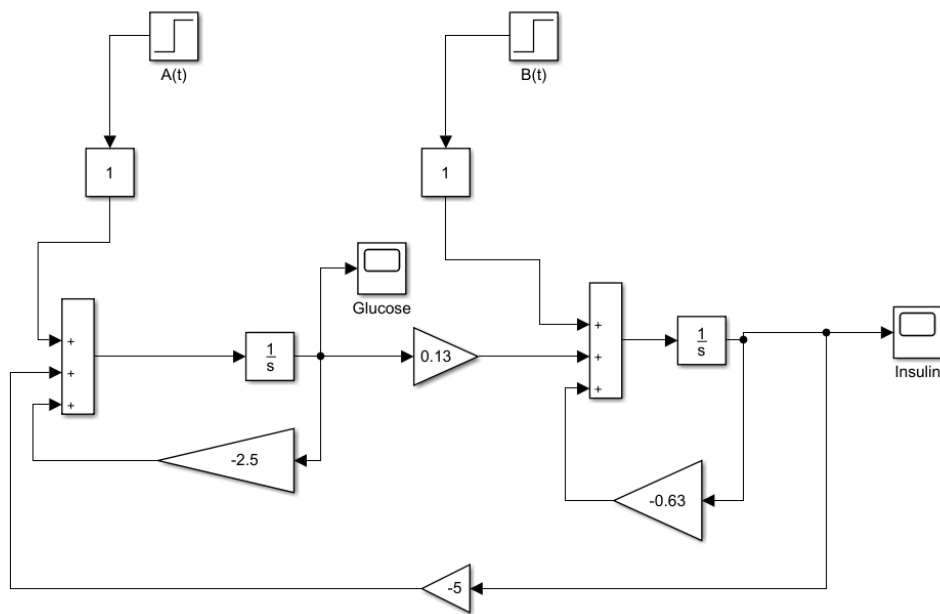 A(t)
B(t)
1
1
Glucose
+
+
+
1
s
0.13
+
+
+
1
s
Insulin
-2.5
-0.63
-5